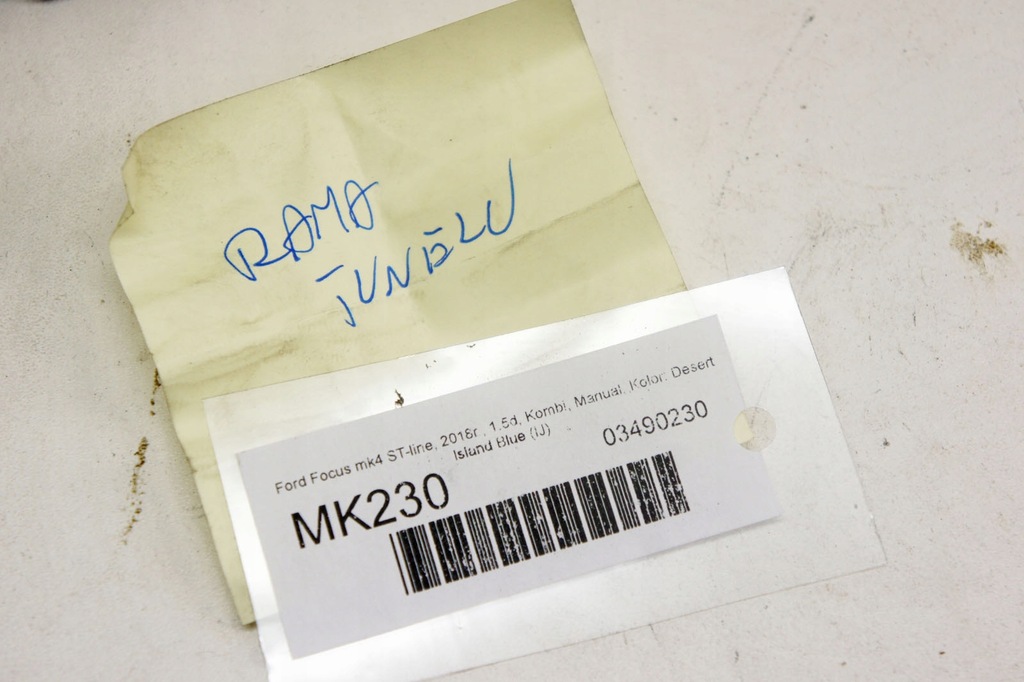 RAMA
TUNELU
Ford Focus mk4 ST-line, 2018r , 1.5d, Kombi, Manual, Kolor: Desert
Island Blue (IJ)
03490230
MK230